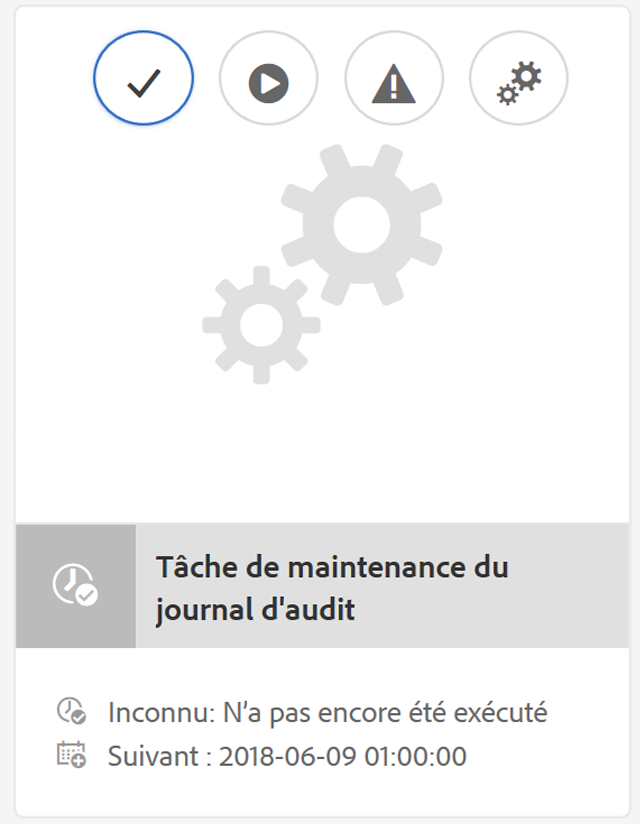 Tâche de maintenance du
journal d'audit
Inconnu: N'a pas encore été exécuté
Suivant : 2018-06-09 01:00:00